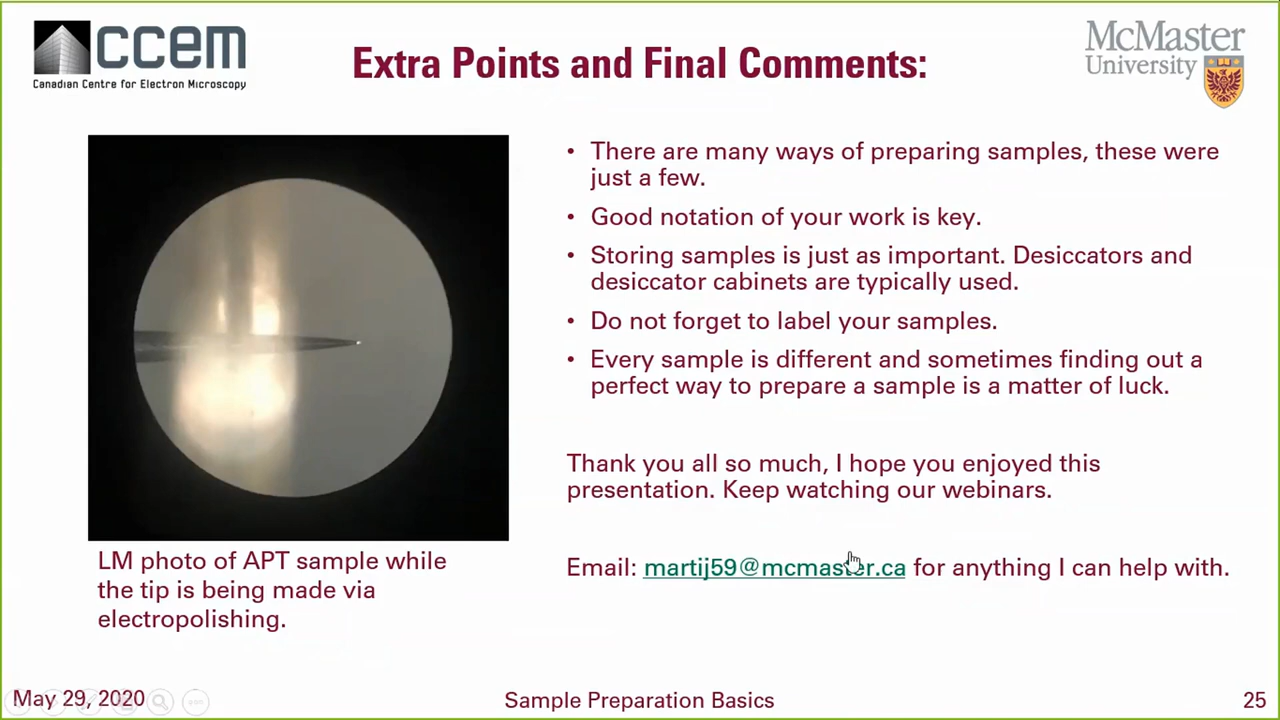 ccem
Canadian Centre for Electron Microscopy
Extra Points and Final Comments:
McMaster
University
• There are many ways of preparing samples, these were
just a few.
• Good notation of your work is key.
• Storing samples is just as important. Desiccators and
desiccator cabinets are typically used.
• Do not forget to label your samples.
• Every sample is different and sometimes finding out a
perfect way to prepare a sample is a matter of luck.
Thank you all so much, I hope you enjoyed this
presentation. Keep watching our webinars.
Email: martij59@mcmaster.ca for anything I can help with.
LM photo of APT sample while
the tip is being made via
electropolishing.
May 29, 2020
Sample Preparation Basics
25